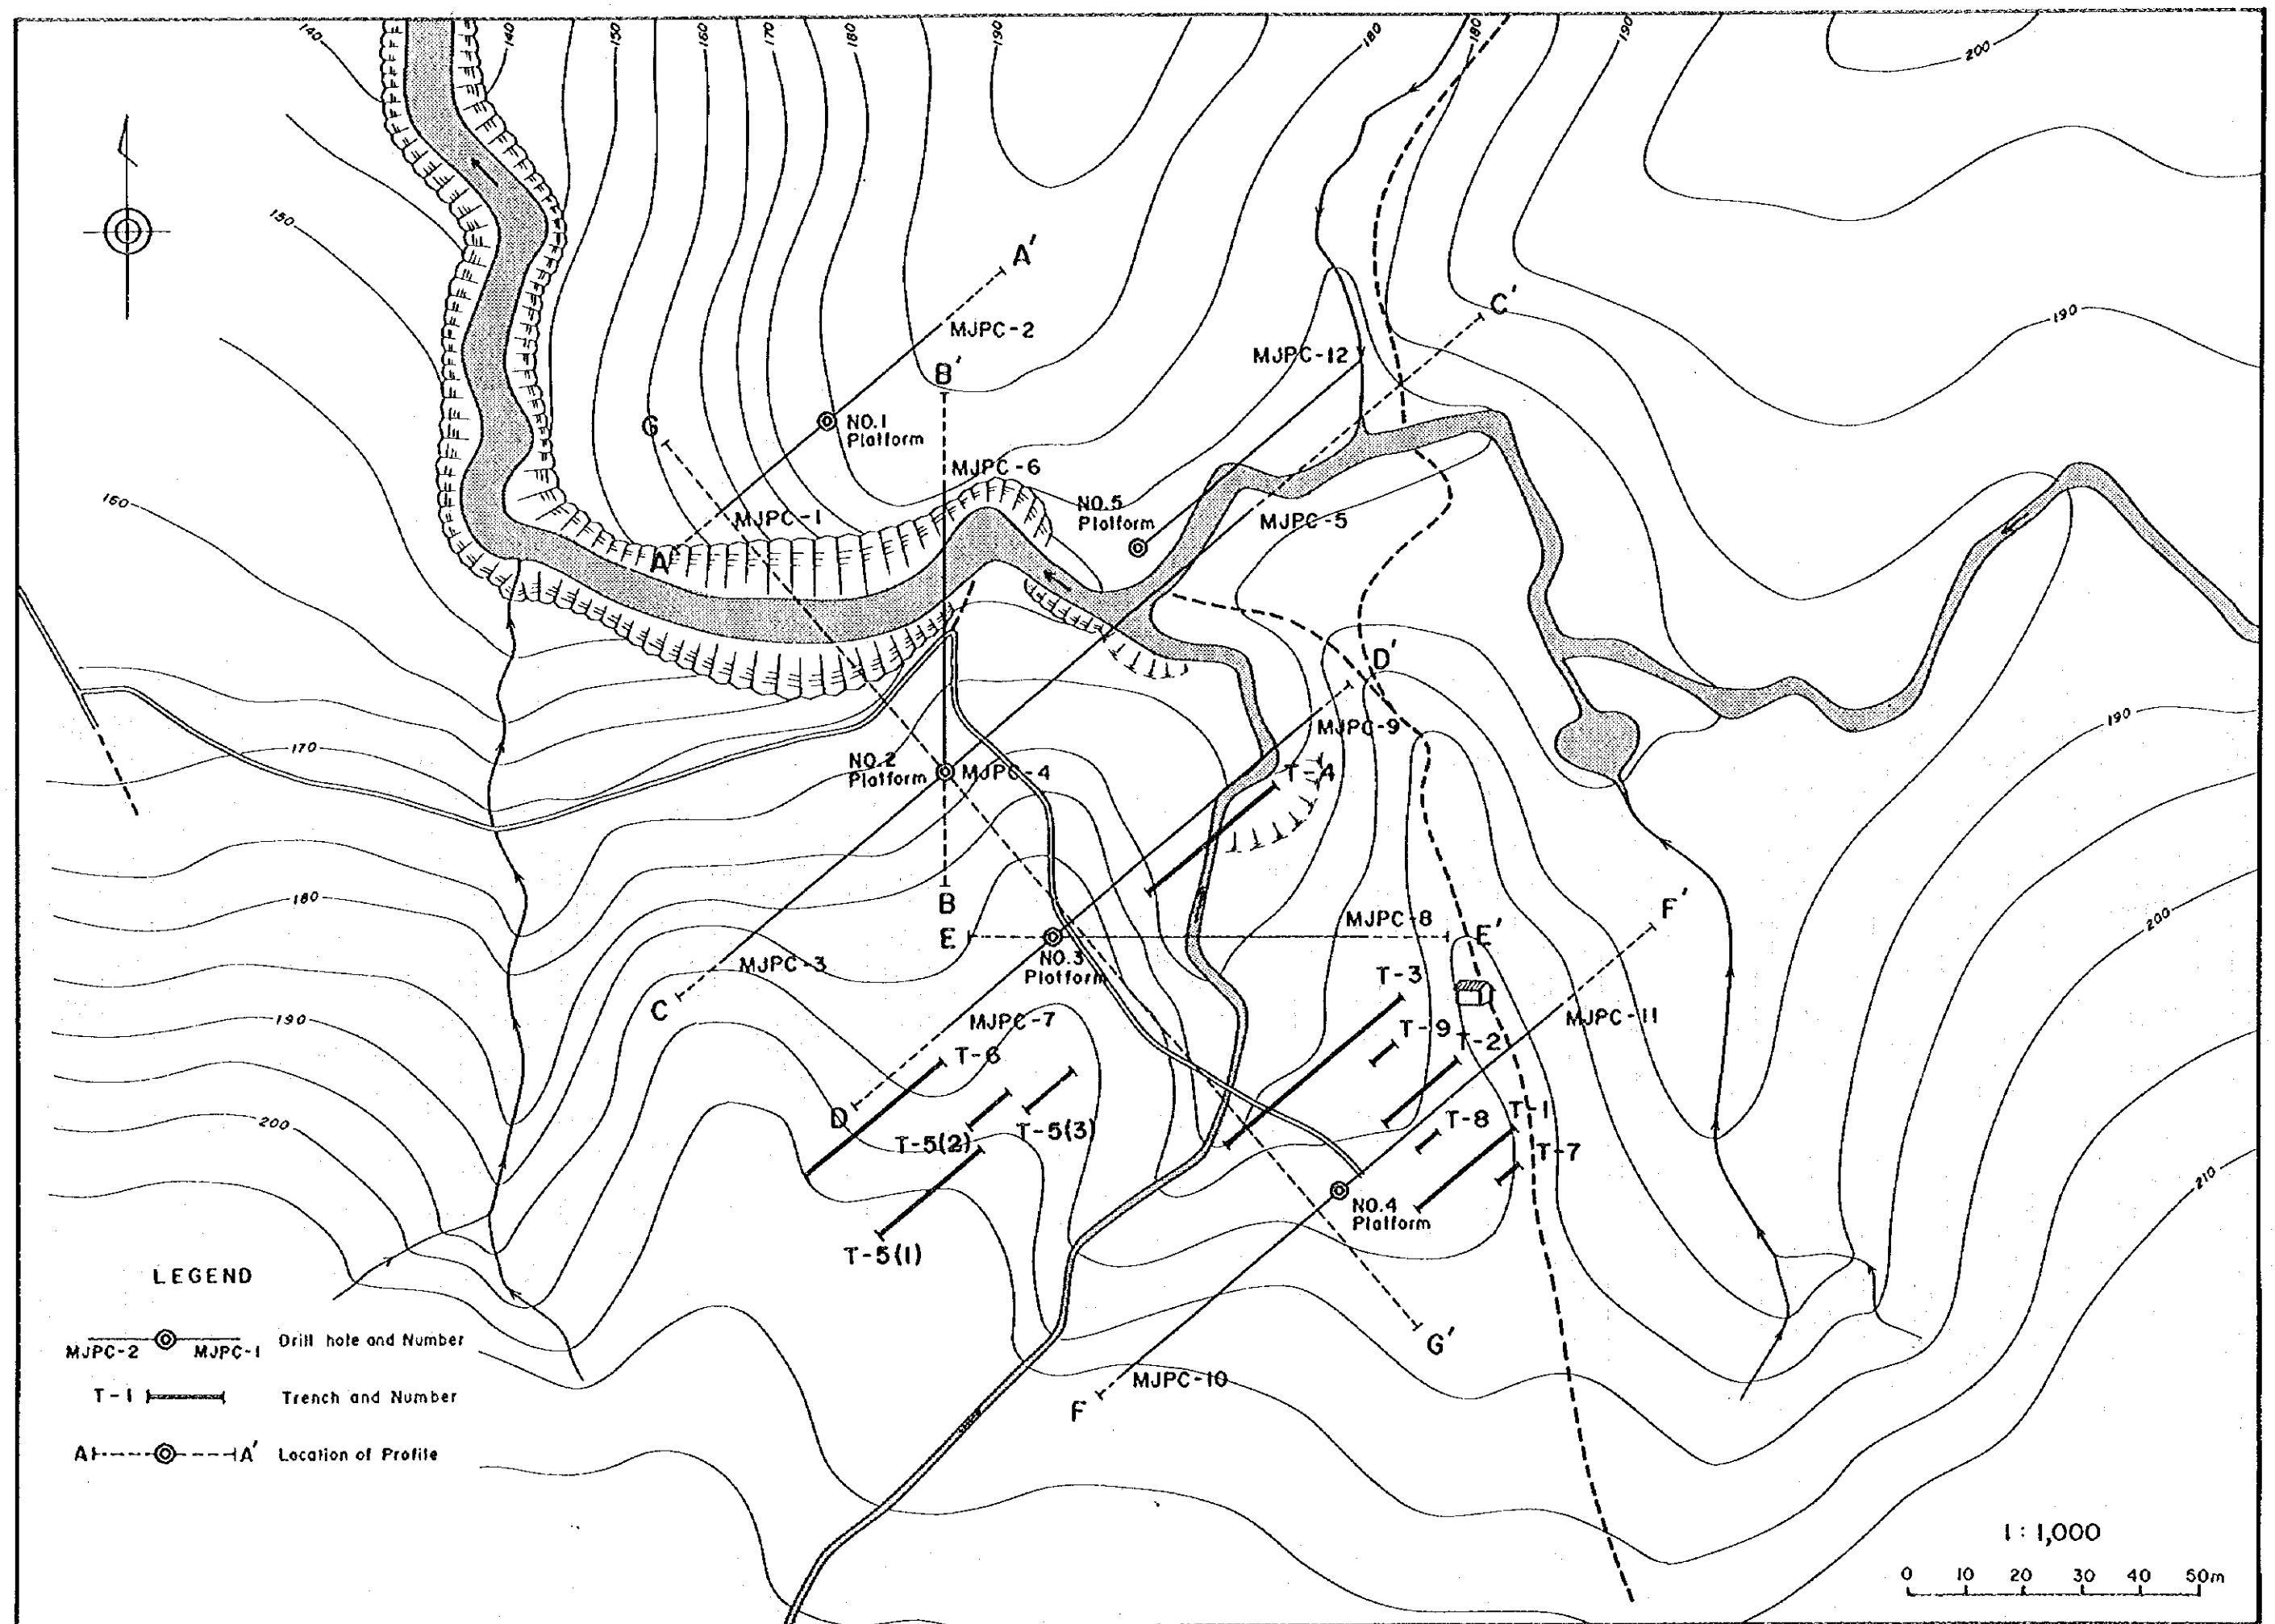 140
140
150
160
170
180
190
180
180
190
200
150
A'
C'
MJPC-2
190
MJPC-12
B'
G
NO.1
Platform
MJPC-6
160
MJPC-1
NO.5
Platform
MJPC-5
A
D'
MJPC-9
190
170
NO.2
Platform
MJPC-4
T-4
180
B
MJPC-8
F'
200
E
E'
NO.3
Platform
MJPC-3
T-3
C
190
MJPC-7
T-9
MJPC-11
T-6
T-2
D
T-8
T-1
200
T-5(2)
T-5(3)
T-7
210
NO.4
Platform
T-5(1)
LEGEND
MJPC-2 MJPC-1 Drill hole and Number
G'
MJPC-10
T-1 Trench and Number
F
A A' Location of Profile
1 : 1,000
0 10 20 30 40 50m